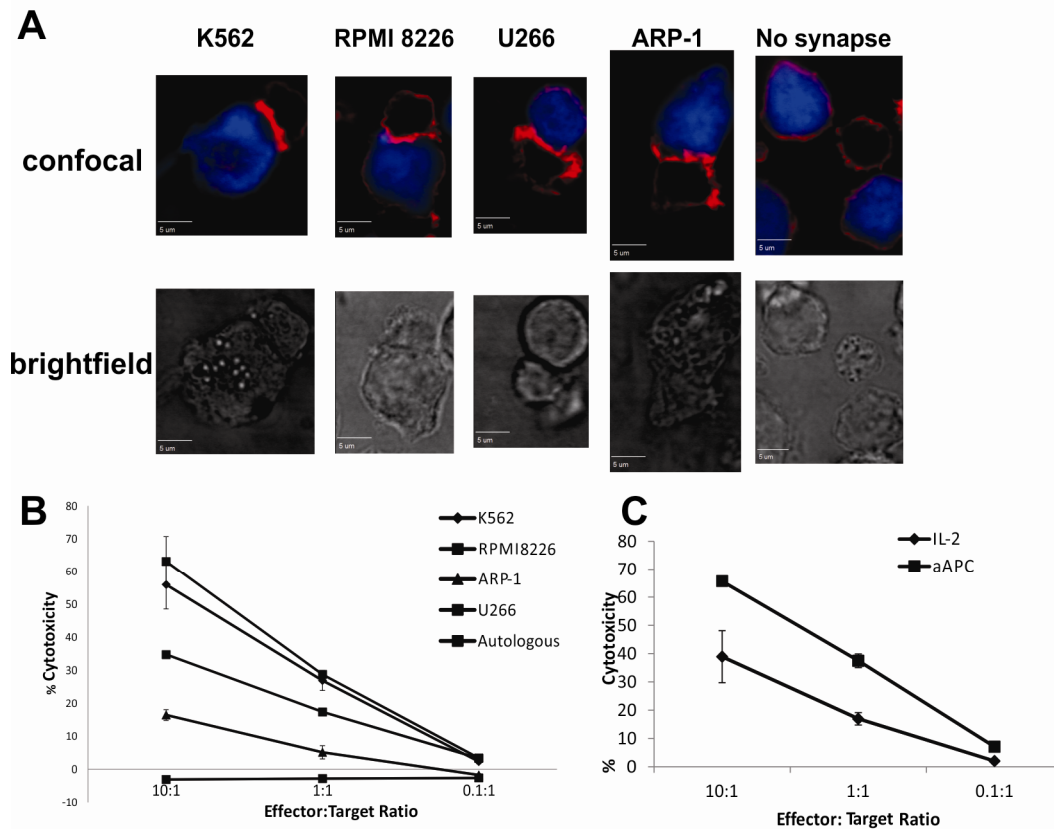 A
K562 RPMI 8226 U266 ARP-1 No synapse
confocal
5 um 5 um 5 um 5 um 5 um
brightfield
5 um 5 um 5 um 5 um 5 um
B
% Cytotoxicity
80
70
60
50
40
30
20
10
0
-10
10:1 1:1 0.1:1
Effector:Target Ratio
K562
RPMI8226
ARP-1
U266
Autologous
C
% Cytotoxicity
80
70
60
50
40
30
20
10
0
10:1 1:1 0.1:1
Effector: Target Ratio
IL-2
aAPC